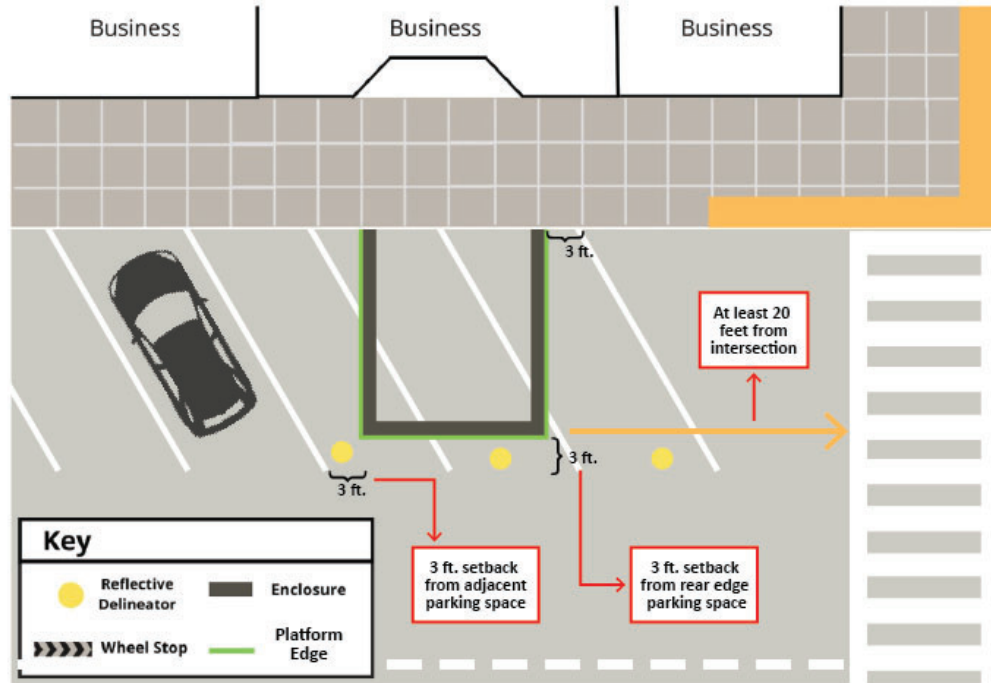 Business
Business
Business
3 ft.
At least 20
feet from
intersection
3 ft.
3 ft.
3 ft. setback
from adjacent
parking space
3 ft. setback
from rear edge
parking space
Key
Reflective
Delineator
Enclosure
Wheel Stop
Platform
Edge